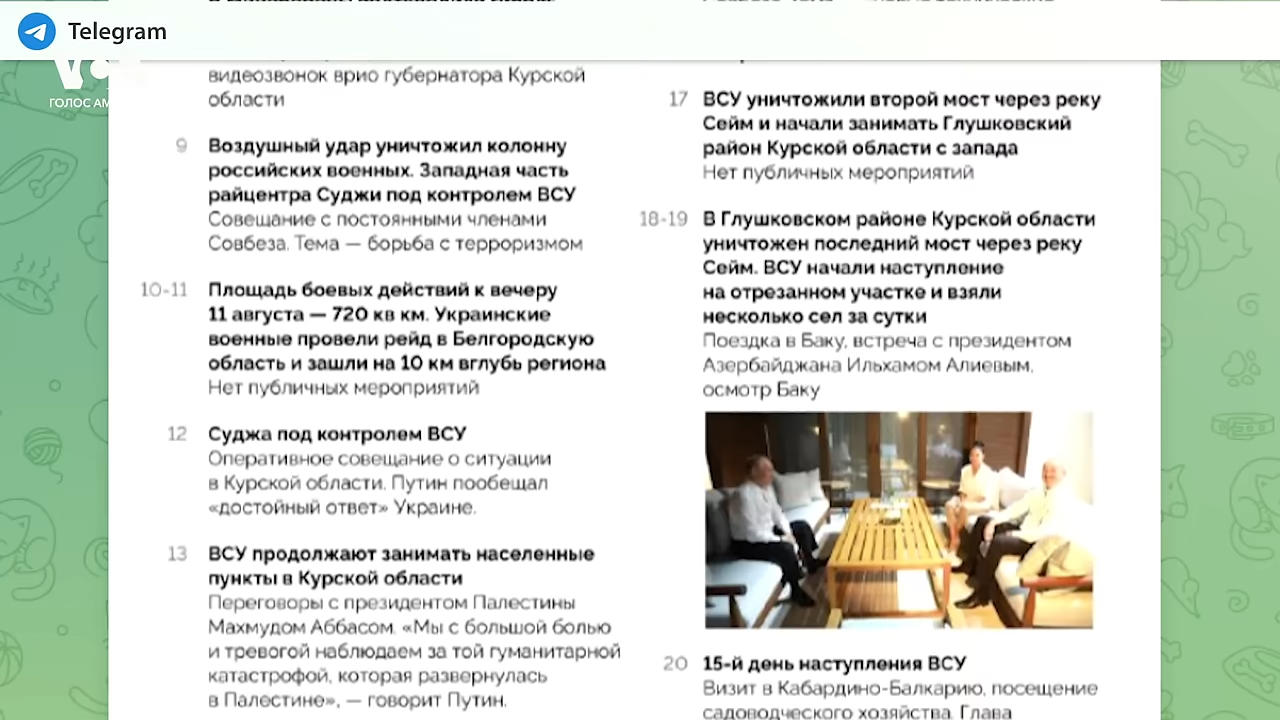 Telegram
ГОЛОС АМ
видеозвонок врио губернатора Курской
области
9
Воздушный удар уничтожил колонну
российских военных. Западная часть
райцентра Суджи под контролем ВСУ
Совещание с постоянными членами
Совбеза. Тема — борьба с терроризмом
10-11
Площадь боевых действий к вечеру
11 августа — 720 кв км. Украинские
военные провели рейд в Белгородскую
область и зашли на 10 км вглубь региона
Нет публичных мероприятий
12
Суджа под контролем ВСУ
Оперативное совещание о ситуации
в Курской области. Путин пообещал
«достойный ответ» Украине.
13
ВСУ продолжают занимать населенные
пункты в Курской области
Переговоры с президентом Палестины
Махмудом Аббасом. «Мы с большой болью
и тревогой наблюдаем за той гуманитарной
катастрофой, которая развернулась
в Палестине», — говорит Путин.
17
ВСУ уничтожили второй мост через реку
Сейм и начали занимать Глушковский
район Курской области с запада
Нет публичных мероприятий
18-19
В Глушковском районе Курской области
уничтожен последний мост через реку
Сейм. ВСУ начали наступление
на отрезанном участке и взяли
несколько сел за сутки
Поездка в Баку, встреча с президентом
Азербайджана Ильхамом Алиевым,
осмотр Баку
20
15-й день наступления ВСУ
Визит в Кабардино-Балкарию, посещение
садоводческого хозяйства. Глава